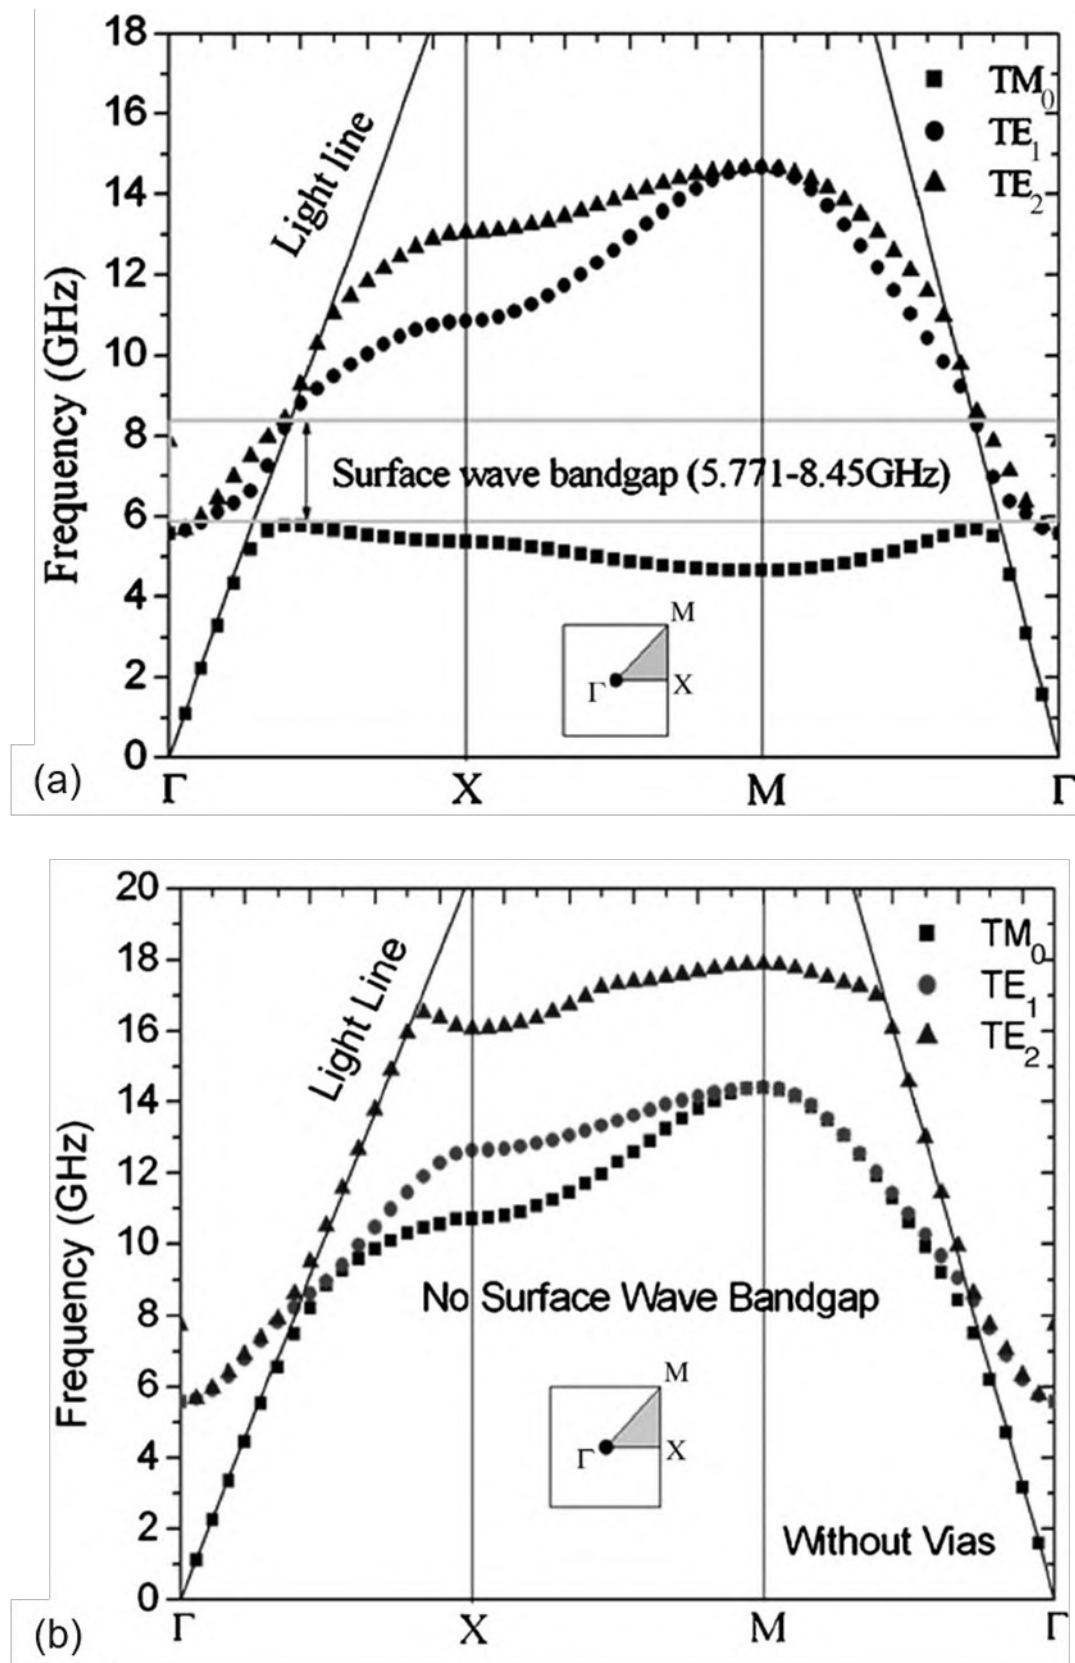 18
16
14
12
10
8
6
4
2
0
Frequency (GHz)
Light line
TM0
TE1
TE2
Surface wave bandgap (5.771-8.45GHz)
M
Γ
X
Γ X M Γ
(a)
20
18
16
14
12
10
8
6
4
2
0
Frequency (GHz)
Light Line
TM0
TE1
TE2
No Surface Wave Bandgap
M
Γ
X
Without Vias
Γ X M Γ
(b)